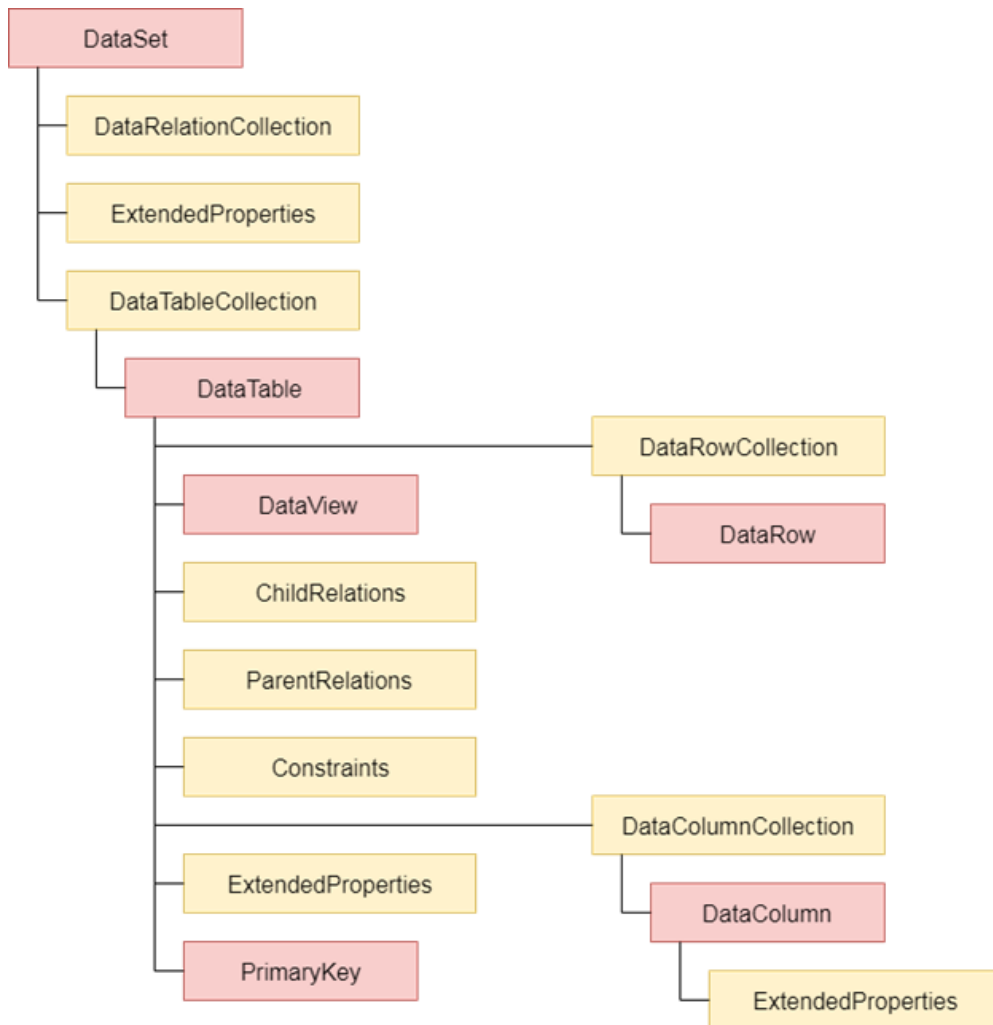 DataSet
DataRelationCollection
ExtendedProperties
DataTableCollection
DataTable
DataRowCollection
DataView
DataRow
ChildRelations
ParentRelations
Constraints
DataColumnCollection
ExtendedProperties
DataColumn
PrimaryKey
ExtendedProperties